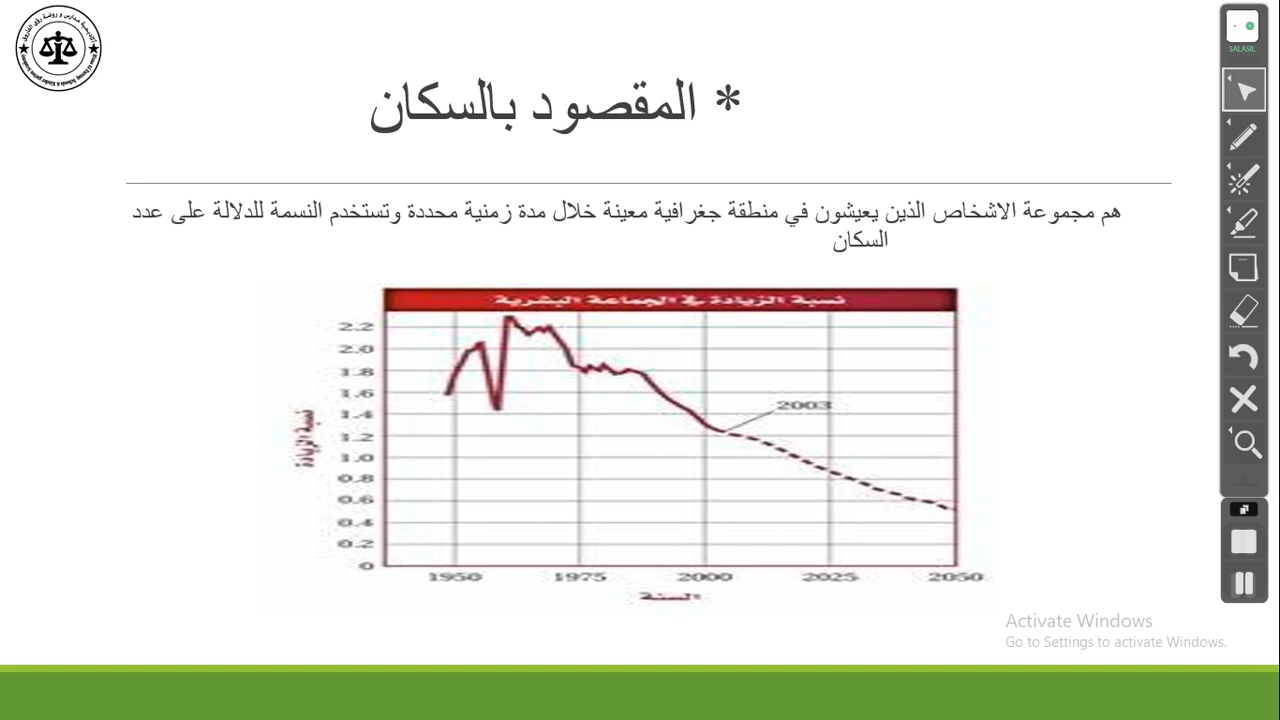 SALASIL
* المقصود بالسكان
هم مجموعة الاشخاص الذين يعيشون في منطقة جغرافية معينة خلال مدة زمنية محددة وتستخدم النسمة للدلالة على عدد
السكان
نسبة الزيادة في الجماعة البشرية
نسبة الزيادة
2.2
2.0
1.8
1.6
1.4
1.2
1.0
0.8
0.6
0.4
0.2
0
2003
1950 1975 2000 2025 2050
السنة
Activate Windows
Go to Settings to activate Windows.